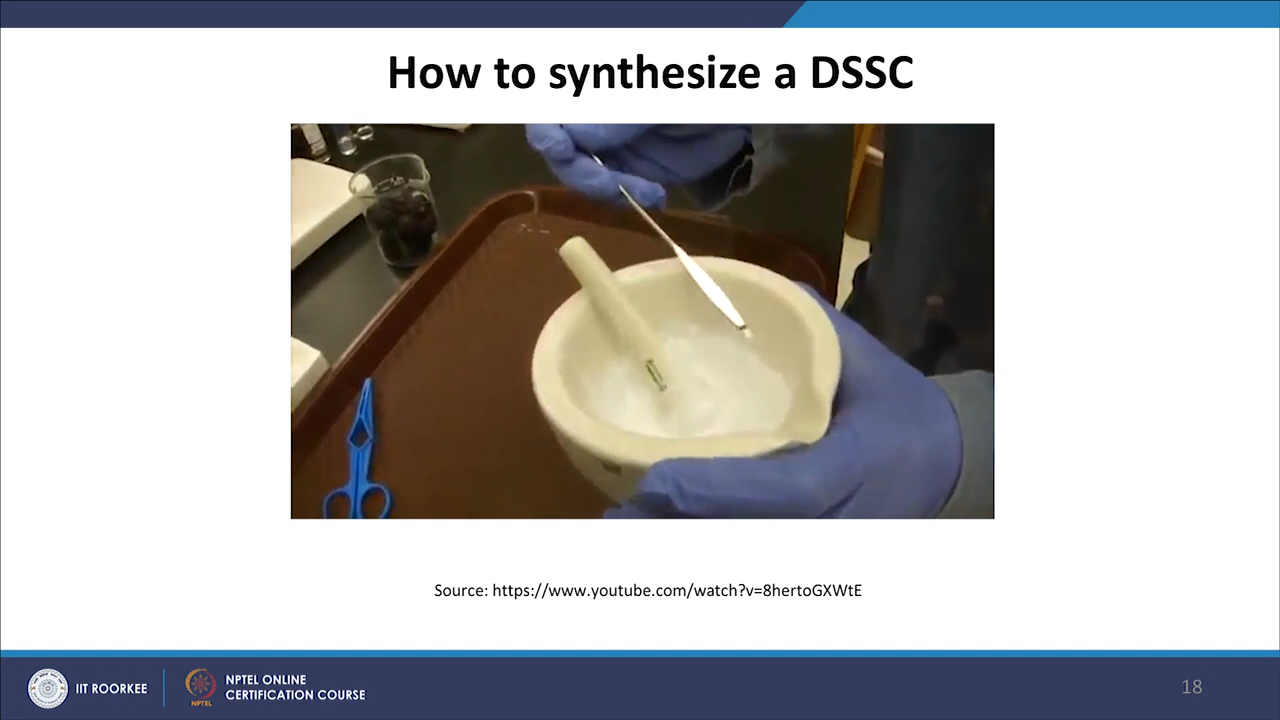 How to synthesize a DSSC
Source: https://www.youtube.com/watch?v=8hertoGXWtE
IIT ROORKEE
NPTEL
NPTEL ONLINE
CERTIFICATION COURSE
18